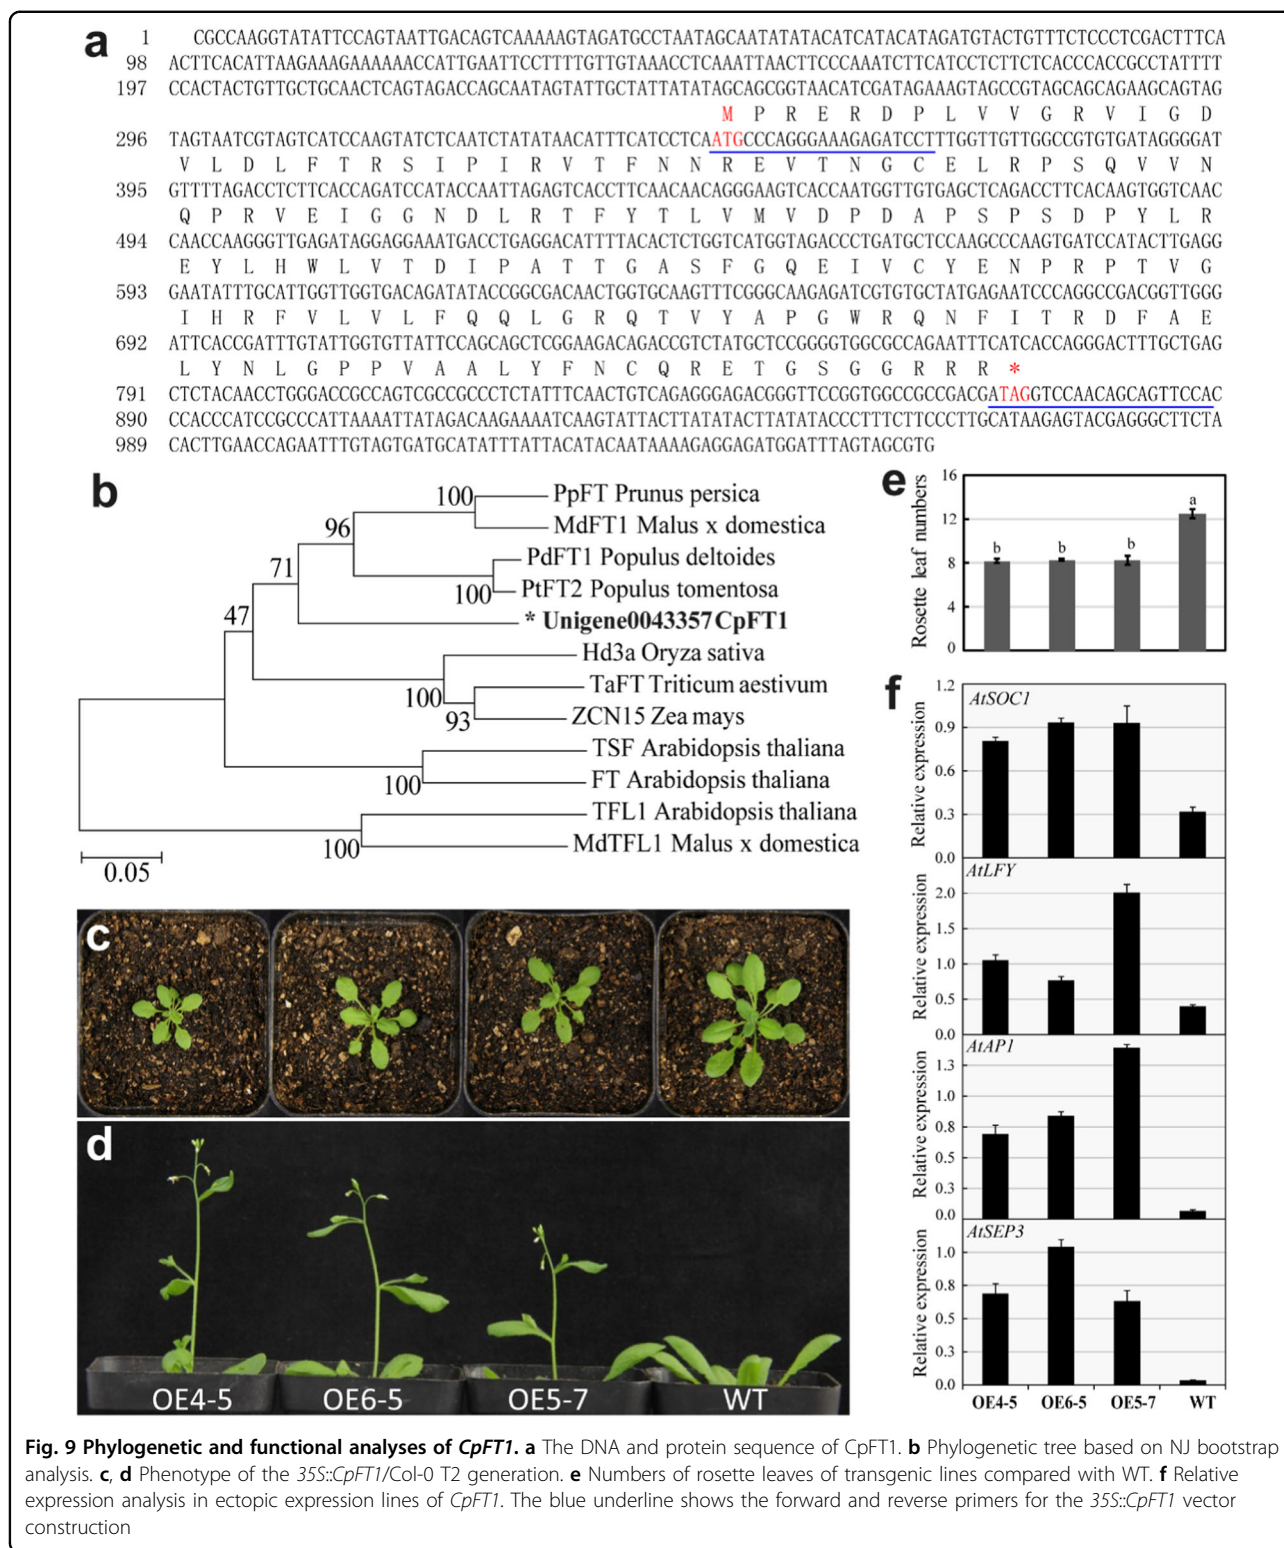 a
1 CGCCAAGGTATATTCCAGTAATTGACAGTCAAAAAGTAGATGCCTAATAGCAATATATACATCATACATAGATGTACTGTTTCTCCCTCGACTTTCA
98 ACTTCACATTAAGAAAGAAAAAACCATTGAATTCCTTTTGTTGTAAACCTCAAATTAACTTCCCAAATCTTCATCCTCTTCTCACCCACCGCCTATTTT
197 CCACTACTGTTGCTGCAACTCAGTAGACCAGCAATAGTATTGCTATTATATAGCAGCGGTAACATCGATAGAAAGTAGCCGTAGCAGCAGAAGCAGTAG
M P R E R D P L V V G R V I G D
296 TAGTAATCGTAGTCATCCAAGTATCTCAATCTATATAACATTTCATCCTCAATGCCCAGGGAAAGAGATCCTTTGGTTGTTGGCCGTGTGATAGGGGAT
V L D L F T R S I P I R V T F N N R E V T N G C E L R P S Q V V N
395 GTTTTAGACCTCTTCACCAGATCCATACCAATTAGAGTCACCTTCAACAACAGGGAAGTCACCAATGGTTGTGAGCTCAGACCTTCACAAGTGGTCAAC
Q P R V E I G G N D L R T F Y T L V M V D P D A P S P S D P Y L R
494 CAACCAAGGGTTGAGATAGGAGGAAATGACCTGAGGACATTTTACACTCTGGTCATGGTAGACCCTGATGCTCCAAGCCCAAGTGATCCATACTTGAGG
E Y L H W L V T D I P A T T G A S F G Q E I V C Y E N P R P T V G
593 GAATATTTGCATTGGTTGGTGACAGATATACCGGCGACAACTGGTGCAAGTTTCGGGCAAGAGATCGTGTGCTATGAGAATCCCAGGCCGACGGTTGGG
I H R F V L V L F Q Q L G R Q T V Y A P G W R Q N F I T R D F A E
692 ATTCACCGATTTGTATTGGTGTTATTCCAGCAGCTCGGAAGACAGACCGTCTATGCTCCGGGGTGGCGCCAGAATTTCATCACCAGGGACTTTGCTGAG
L Y N L G P P V A A L Y F N C Q R E T G S G G R R R *
791 CTCTACAACCTGGGACCGCCAGTCGCCGCCCTCTATTTCAACTGTCAGAGGGAGACGGGTTCCGGTGGCCGCCGACGATAGGTCCAACAGCAGTTCCAC
890 CCACCCATCCGCCCATTAAAATTATAGACAAGAAAATCAAGTATTACTTATATACTTATATACCCTTTCTTCCCTTGCATAAGAGTACGAGGGCTTCTA
989 CACTTGAACCAGAATTTGTAGTGATGCATATTTATTACATACAATAAAAGAGGAGATGGATTTAGTAGCGTG
b
100 PpFT Prunus persica
96 MdFT1 Malus x domestica
71 PdFT1 Populus deltoides
100 PtFT2 Populus tomentosa
47 * Unigene0043357 CpFT1
Hd3a Oryza sativa
100 TaFT Triticum aestivum
93 ZCN15 Zea mays
TSF Arabidopsis thaliana
100 FT Arabidopsis thaliana
TFL1 Arabidopsis thaliana
100 MdTFL1 Malus x domestica
0.05
c
d
OE4-5 OE6-5 OE5-7 WT
e
Rosette leaf numbers
16
12
8
4
0
b b b a
f
AtSOC1
Relative expression
1.2
0.9
0.6
0.3
0.0
AtLFY
Relative expression
2.0
1.5
1.0
0.5
0.0
AtAP1
Relative expression
1.3
1.0
0.8
0.5
0.3
0.0
AtSEP3
Relative expression
1.0
0.8
0.5
0.3
0.0
OE4-5 OE6-5 OE5-7 WT
Fig. 9 Phylogenetic and functional analyses of CpFT1. a The DNA and protein sequence of CpFT1. b Phylogenetic tree based on NJ bootstrap
analysis. c, d Phenotype of the 35S::CpFT1/Col-0 T2 generation. e Numbers of rosette leaves of transgenic lines compared with WT. f Relative
expression analysis in ectopic expression lines of CpFT1. The blue underline shows the forward and reverse primers for the 35S::CpFT1 vector
construction